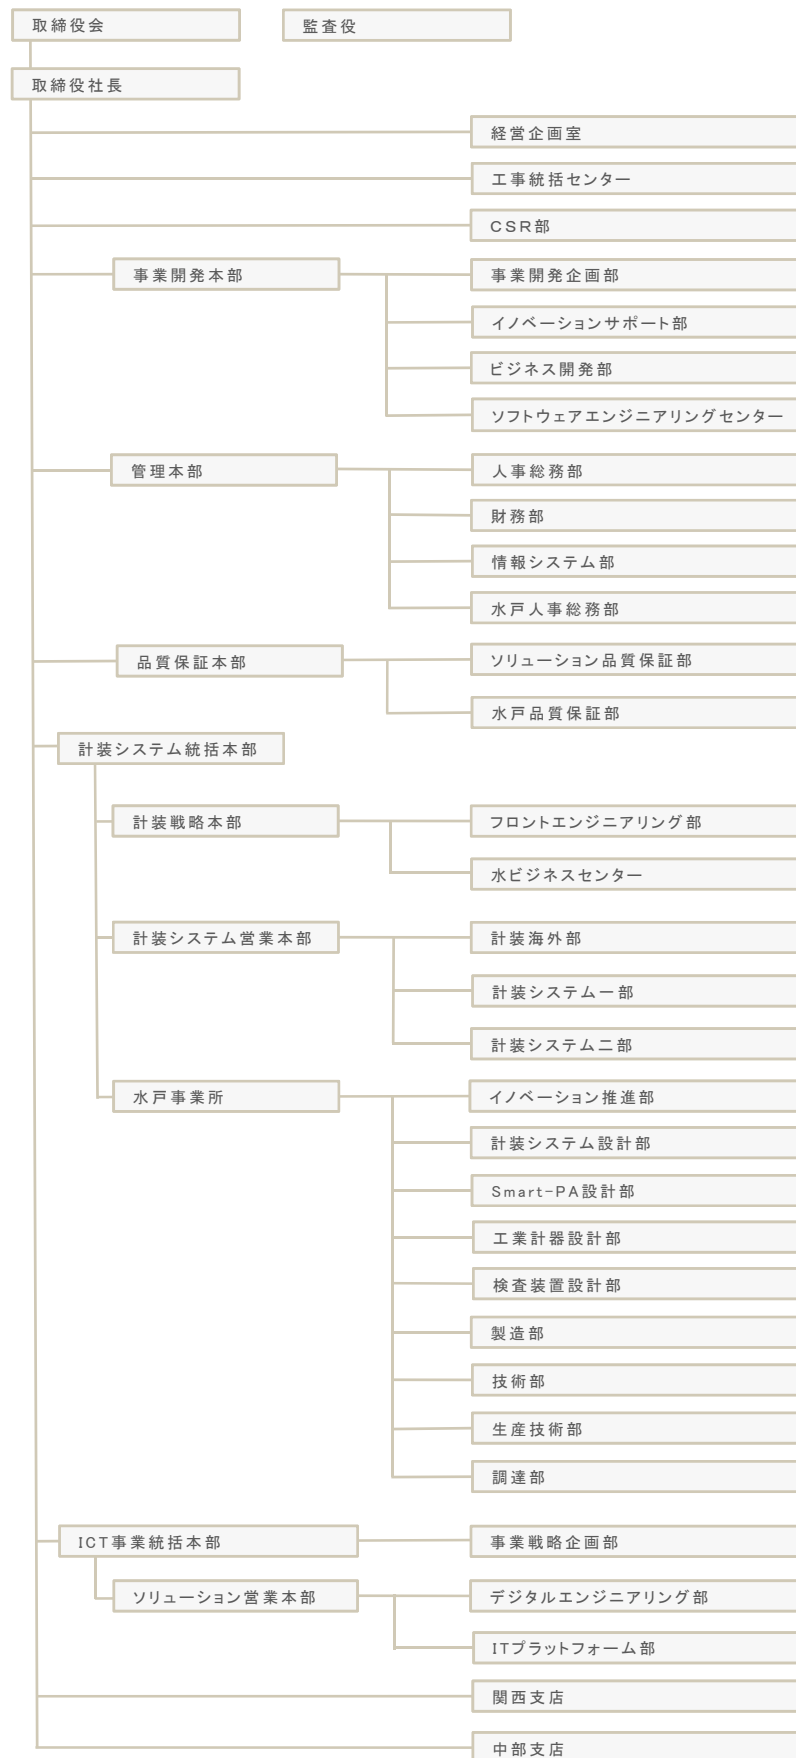 取締役会
監査役
取締役社長
経営企画室
工事統括センター
CSR部
事業開発本部
事業開発企画部
イノベーションサポート部
ビジネス開発部
ソフトウェアエンジニアリングセンター
管理本部
人事総務部
財務部
情報システム部
水戸人事総務部
品質保証本部
ソリューション品質保証部
水戸品質保証部
計装システム統括本部
計装戦略本部
フロントエンジニアリング部
水ビジネスセンター
計装システム営業本部
計装海外部
計装システム一部
計装システム二部
水戸事業所
イノベーション推進部
計装システム設計部
Smart-PA設計部
工業計器設計部
検査装置設計部
製造部
技術部
生産技術部
調達部
ICT事業統括本部
事業戦略企画部
ソリューション営業本部
デジタルエンジニアリング部
ITプラットフォーム部
関西支店
中部支店